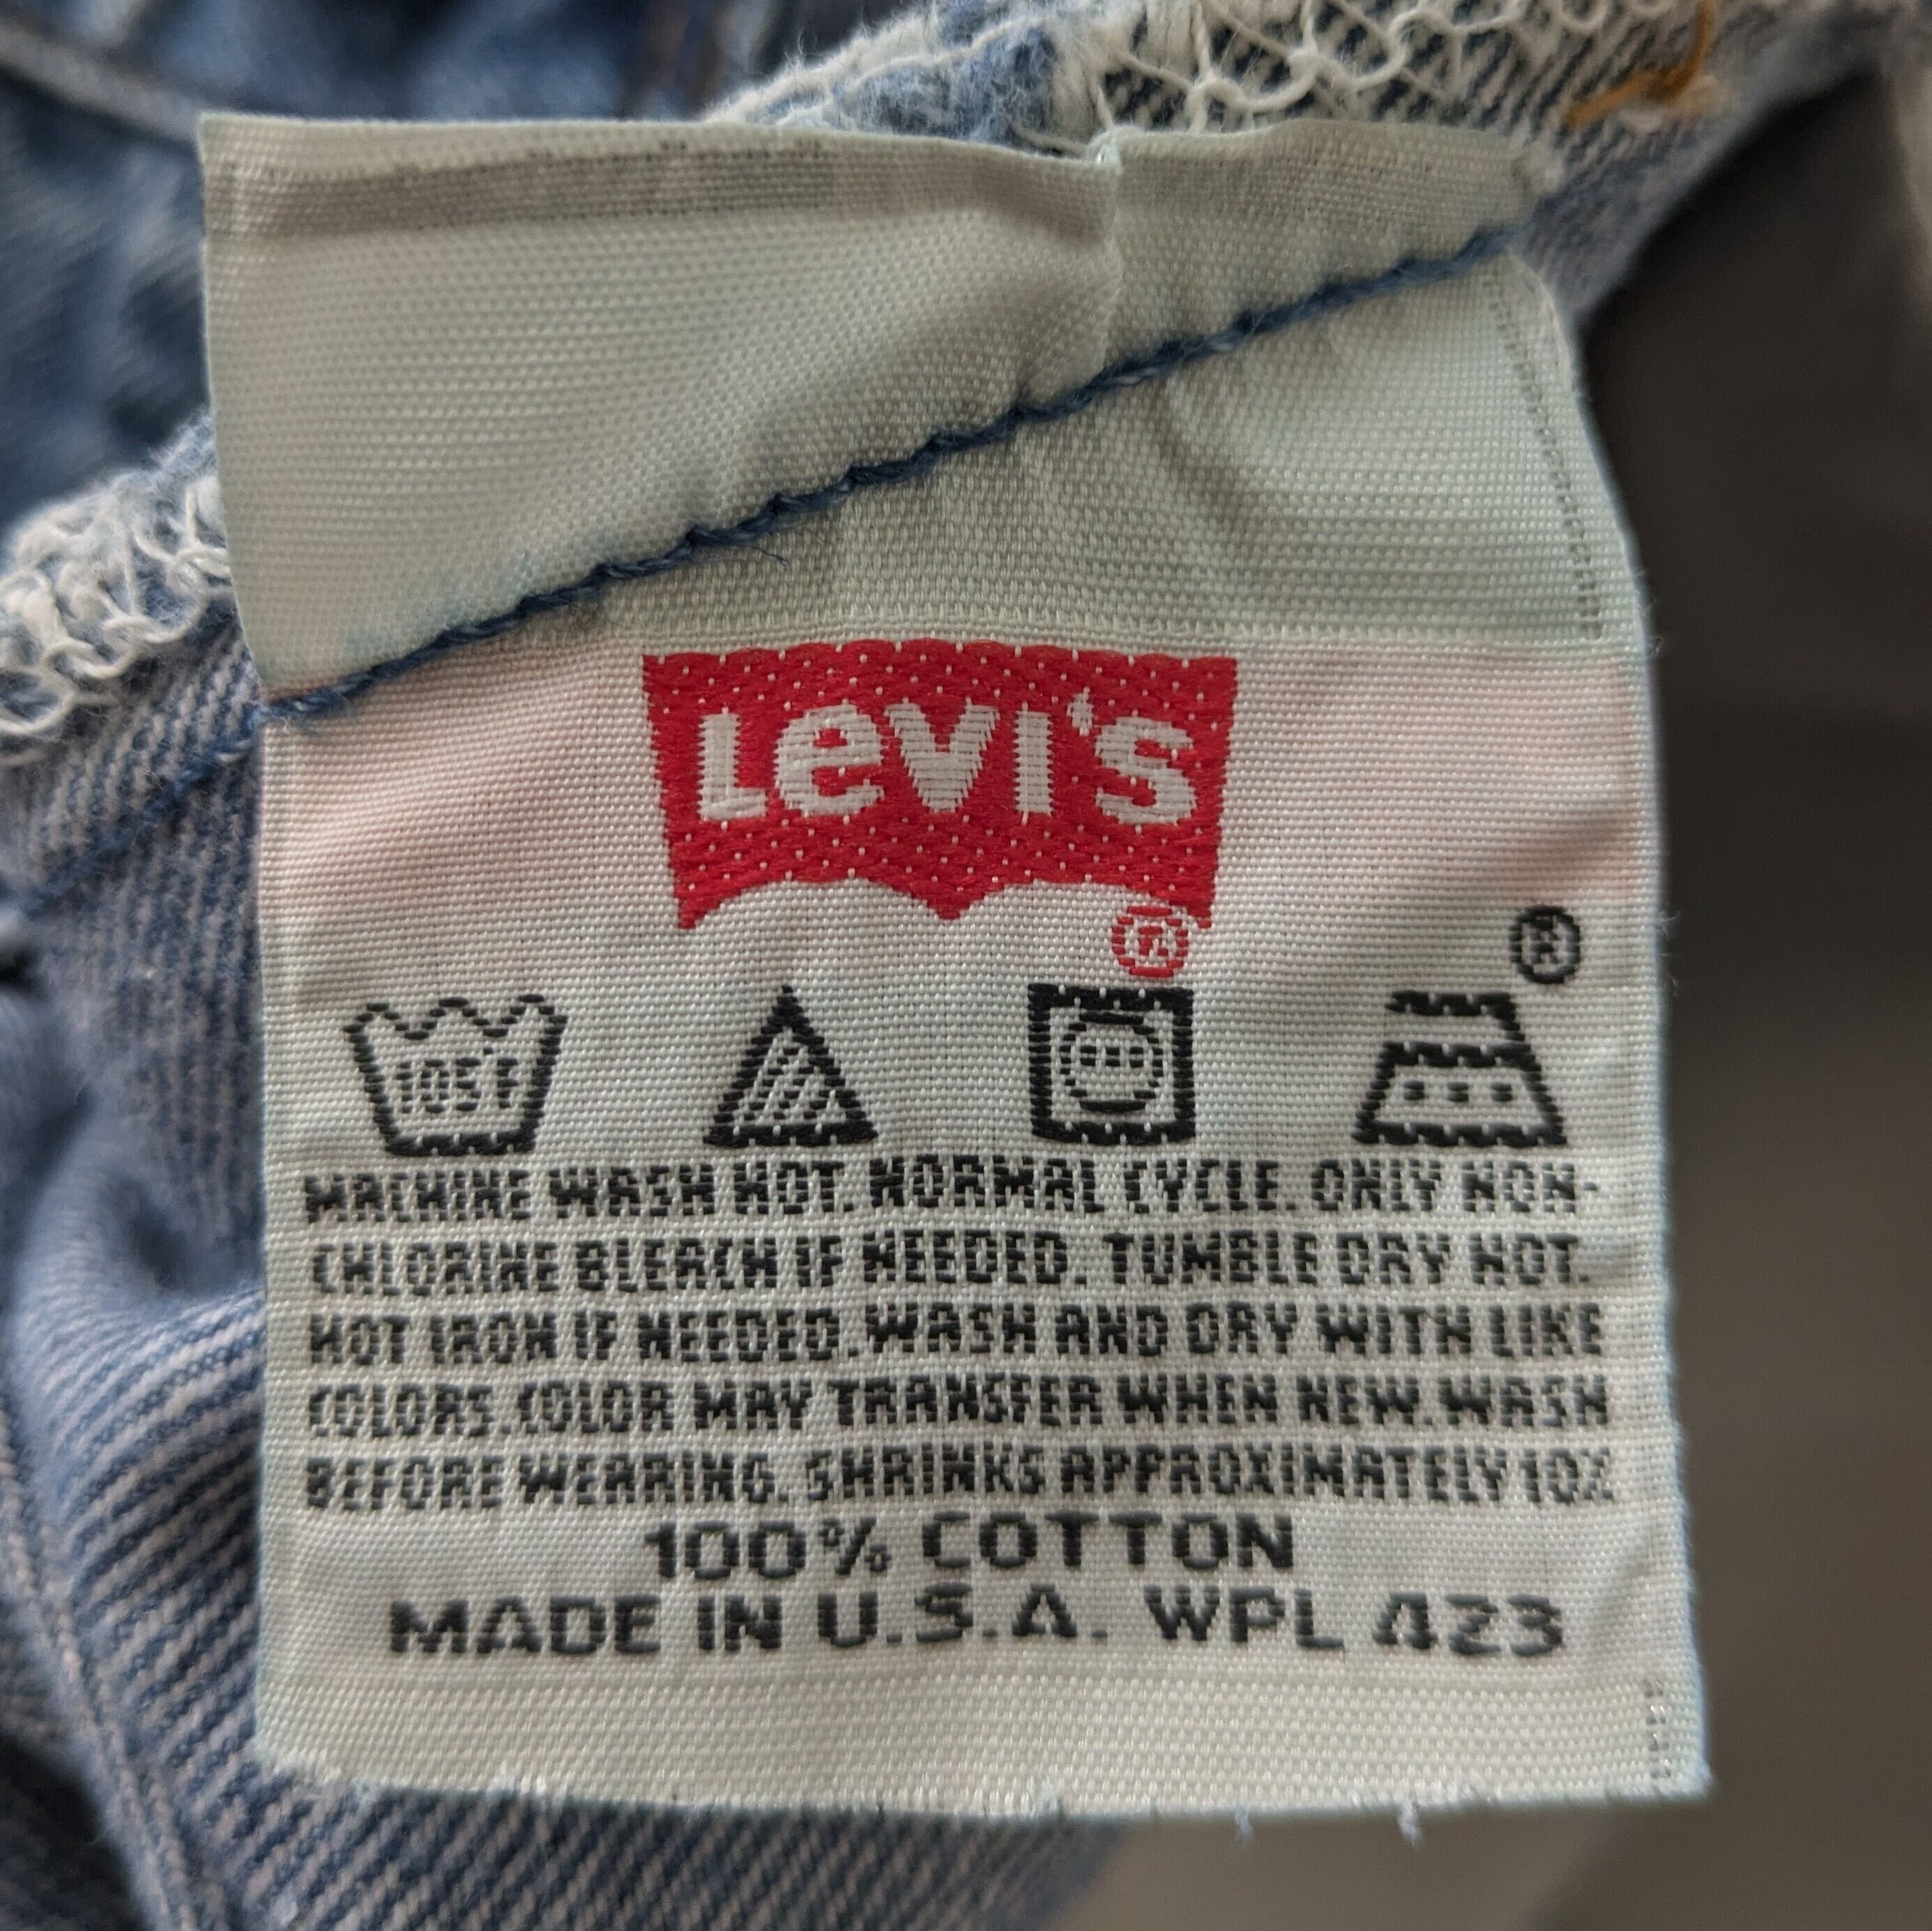 LEVI'S
®
®
105°F
MACHINE WASH HOT. NORMAL CYCLE. ONLY NON-
CHLORINE BLEACH IF NEEDED. TUMBLE DRY HOT.
HOT IRON IF NEEDED. WASH AND DRY WITH LIKE
COLORS. COLOR MAY TRANSFER WHEN NEW. WASH
BEFORE WEARING. SHRINKS APPROXIMATELY 10%
100% COTTON
MADE IN U.S.A. WPL 423